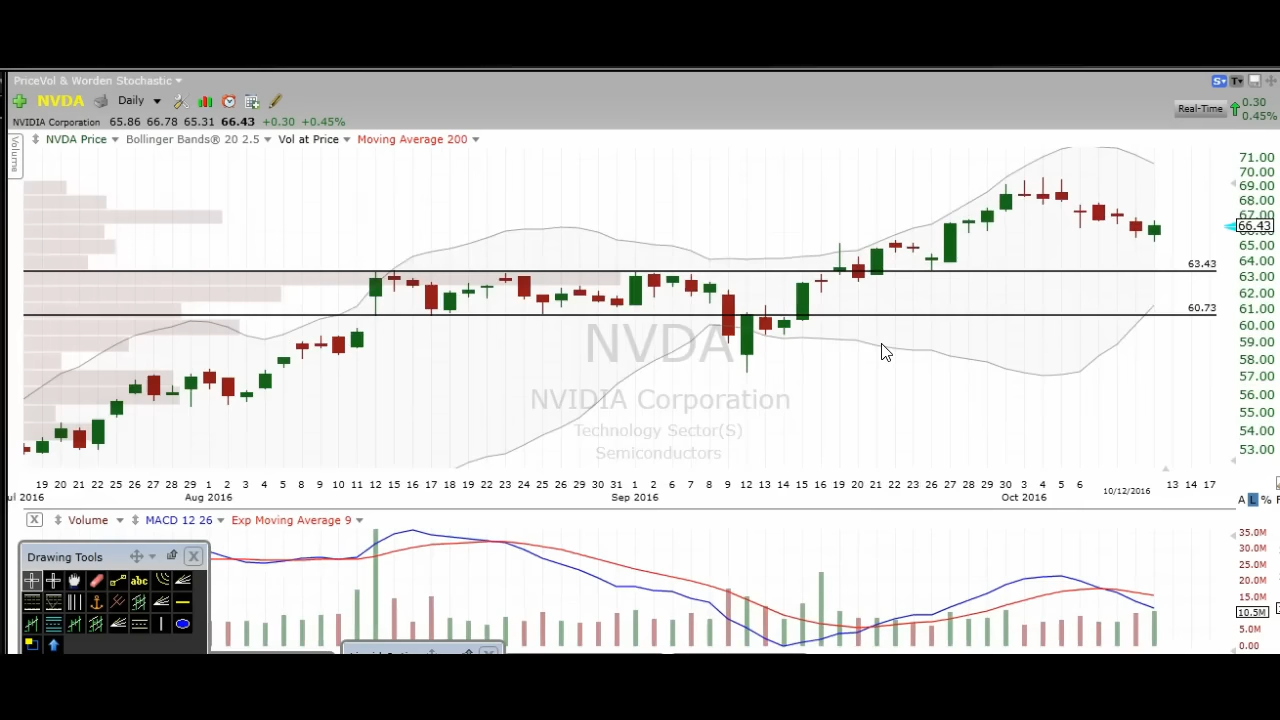 PriceVol & Worden Stochastic
NVDA Daily
Real-Time 0.30
0.45%
NVIDIA Corporation 65.86 66.78 65.31 66.43 +0.30 +0.45%
NVDA Price Bollinger Bands® 20 2.5 Vol at Price Moving Average 200
Volume
71.00
70.00
69.00
68.00
67.00
66.43
65.00
64.00
63.43
63.00
62.00
61.00
60.73
60.00
59.00
58.00
57.00
56.00
55.00
54.00
53.00
NVDA
NVIDIA Corporation
Technology Sector(S)
Semiconductors
19 20 21 22 25 26 27 28 29 1 2 3 4 5 8 9 10 11 12 15 16 17 18 19 22 23 24 25 26 29 30 31 1 2 6 7 8 9 12 13 14 15 16 19 20 21 22 23 26 27 28 29 30 3 4 5 6 10/12/2016 13 14 17
ul 2016 Aug 2016 Sep 2016 Oct 2016
A L % F
X Volume MACD 12 26 Exp Moving Average 9
35.0M
30.0M
25.0M
20.0M
15.0M
10.5M
5.0M
0.00
Drawing Tools X
abc